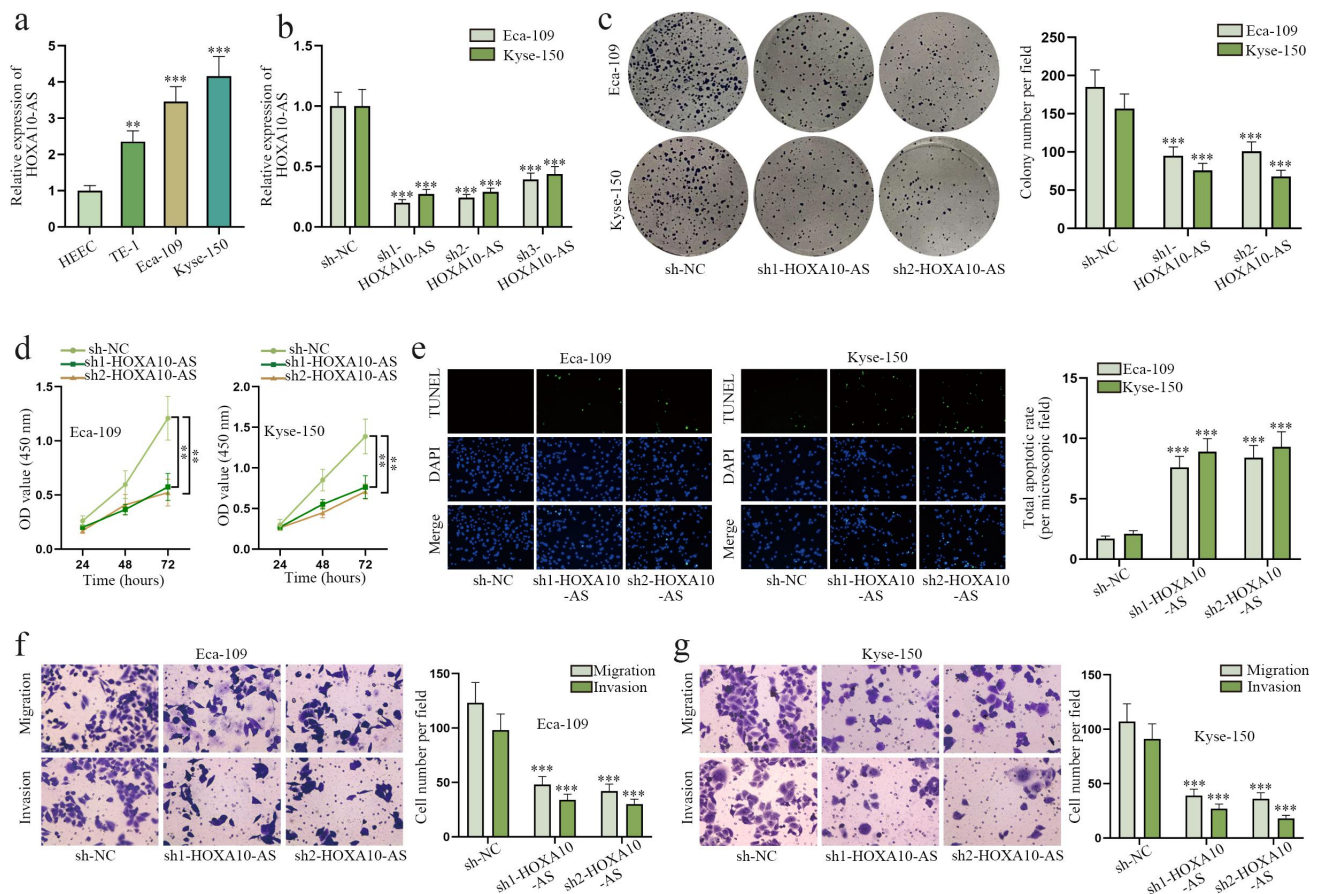 a
Relative expression of
HOXA10-AS
5
4
3
2
1
0
**
***
***
HEEC
TE-1
Eca-109
Kyse-150
b
Relative expression of
HOXA10-AS
1.5
1.0
0.5
0.0
Eca-109
Kyse-150
*** ***
*** ***
*** ***
sh-NC
sh1-
HOXA10-AS
sh2-
HOXA10-AS
sh3-
HOXA10-AS
c
Eca-109
Kyse-150
sh-NC
sh1-HOXA10-AS
sh2-HOXA10-AS
Colony number per field
250
200
150
100
50
0
Eca-109
Kyse-150
*** ***
*** ***
sh-NC
sh1-
HOXA10-AS
sh2-
HOXA10-AS
d
sh-NC
sh1-HOXA10-AS
sh2-HOXA10-AS
OD value (450 nm)
1.5
1.0
0.5
0.0
Eca-109
**
**
24 48 72
Time (hours)
sh-NC
sh1-HOXA10-AS
sh2-HOXA10-AS
OD value (450 nm)
2.0
1.5
1.0
0.5
0.0
Kyse-150
**
**
24 48 72
Time (hours)
e
Eca-109
TUNEL
DAPI
Merge
sh-NC
sh1-HOXA10
-AS
sh2-HOXA10
-AS
Kyse-150
TUNEL
DAPI
Merge
sh-NC
sh1-HOXA10
-AS
sh2-HOXA10
-AS
Total apoptotic rate
(per microscopic field)
15
10
5
0
Eca-109
Kyse-150
*** ***
*** ***
sh-NC
sh1-HOXA10
-AS
sh2-HOXA10
-AS
f
Eca-109
Migration
Invasion
sh-NC
sh1-HOXA10-AS
sh2-HOXA10-AS
Cell number per field
150
100
50
0
Migration
Invasion
Eca-109
*** ***
*** ***
sh-NC
sh1-HOXA10
-AS
sh2-HOXA10
-AS
g
Kyse-150
Migration
Invasion
sh-NC
sh1-HOXA10-AS
sh2-HOXA10-AS
Cell number per field
150
100
50
0
Migration
Invasion
Kyse-150
*** ***
*** ***
sh-NC
sh1-HOXA10
-AS
sh2-HOXA10
-AS